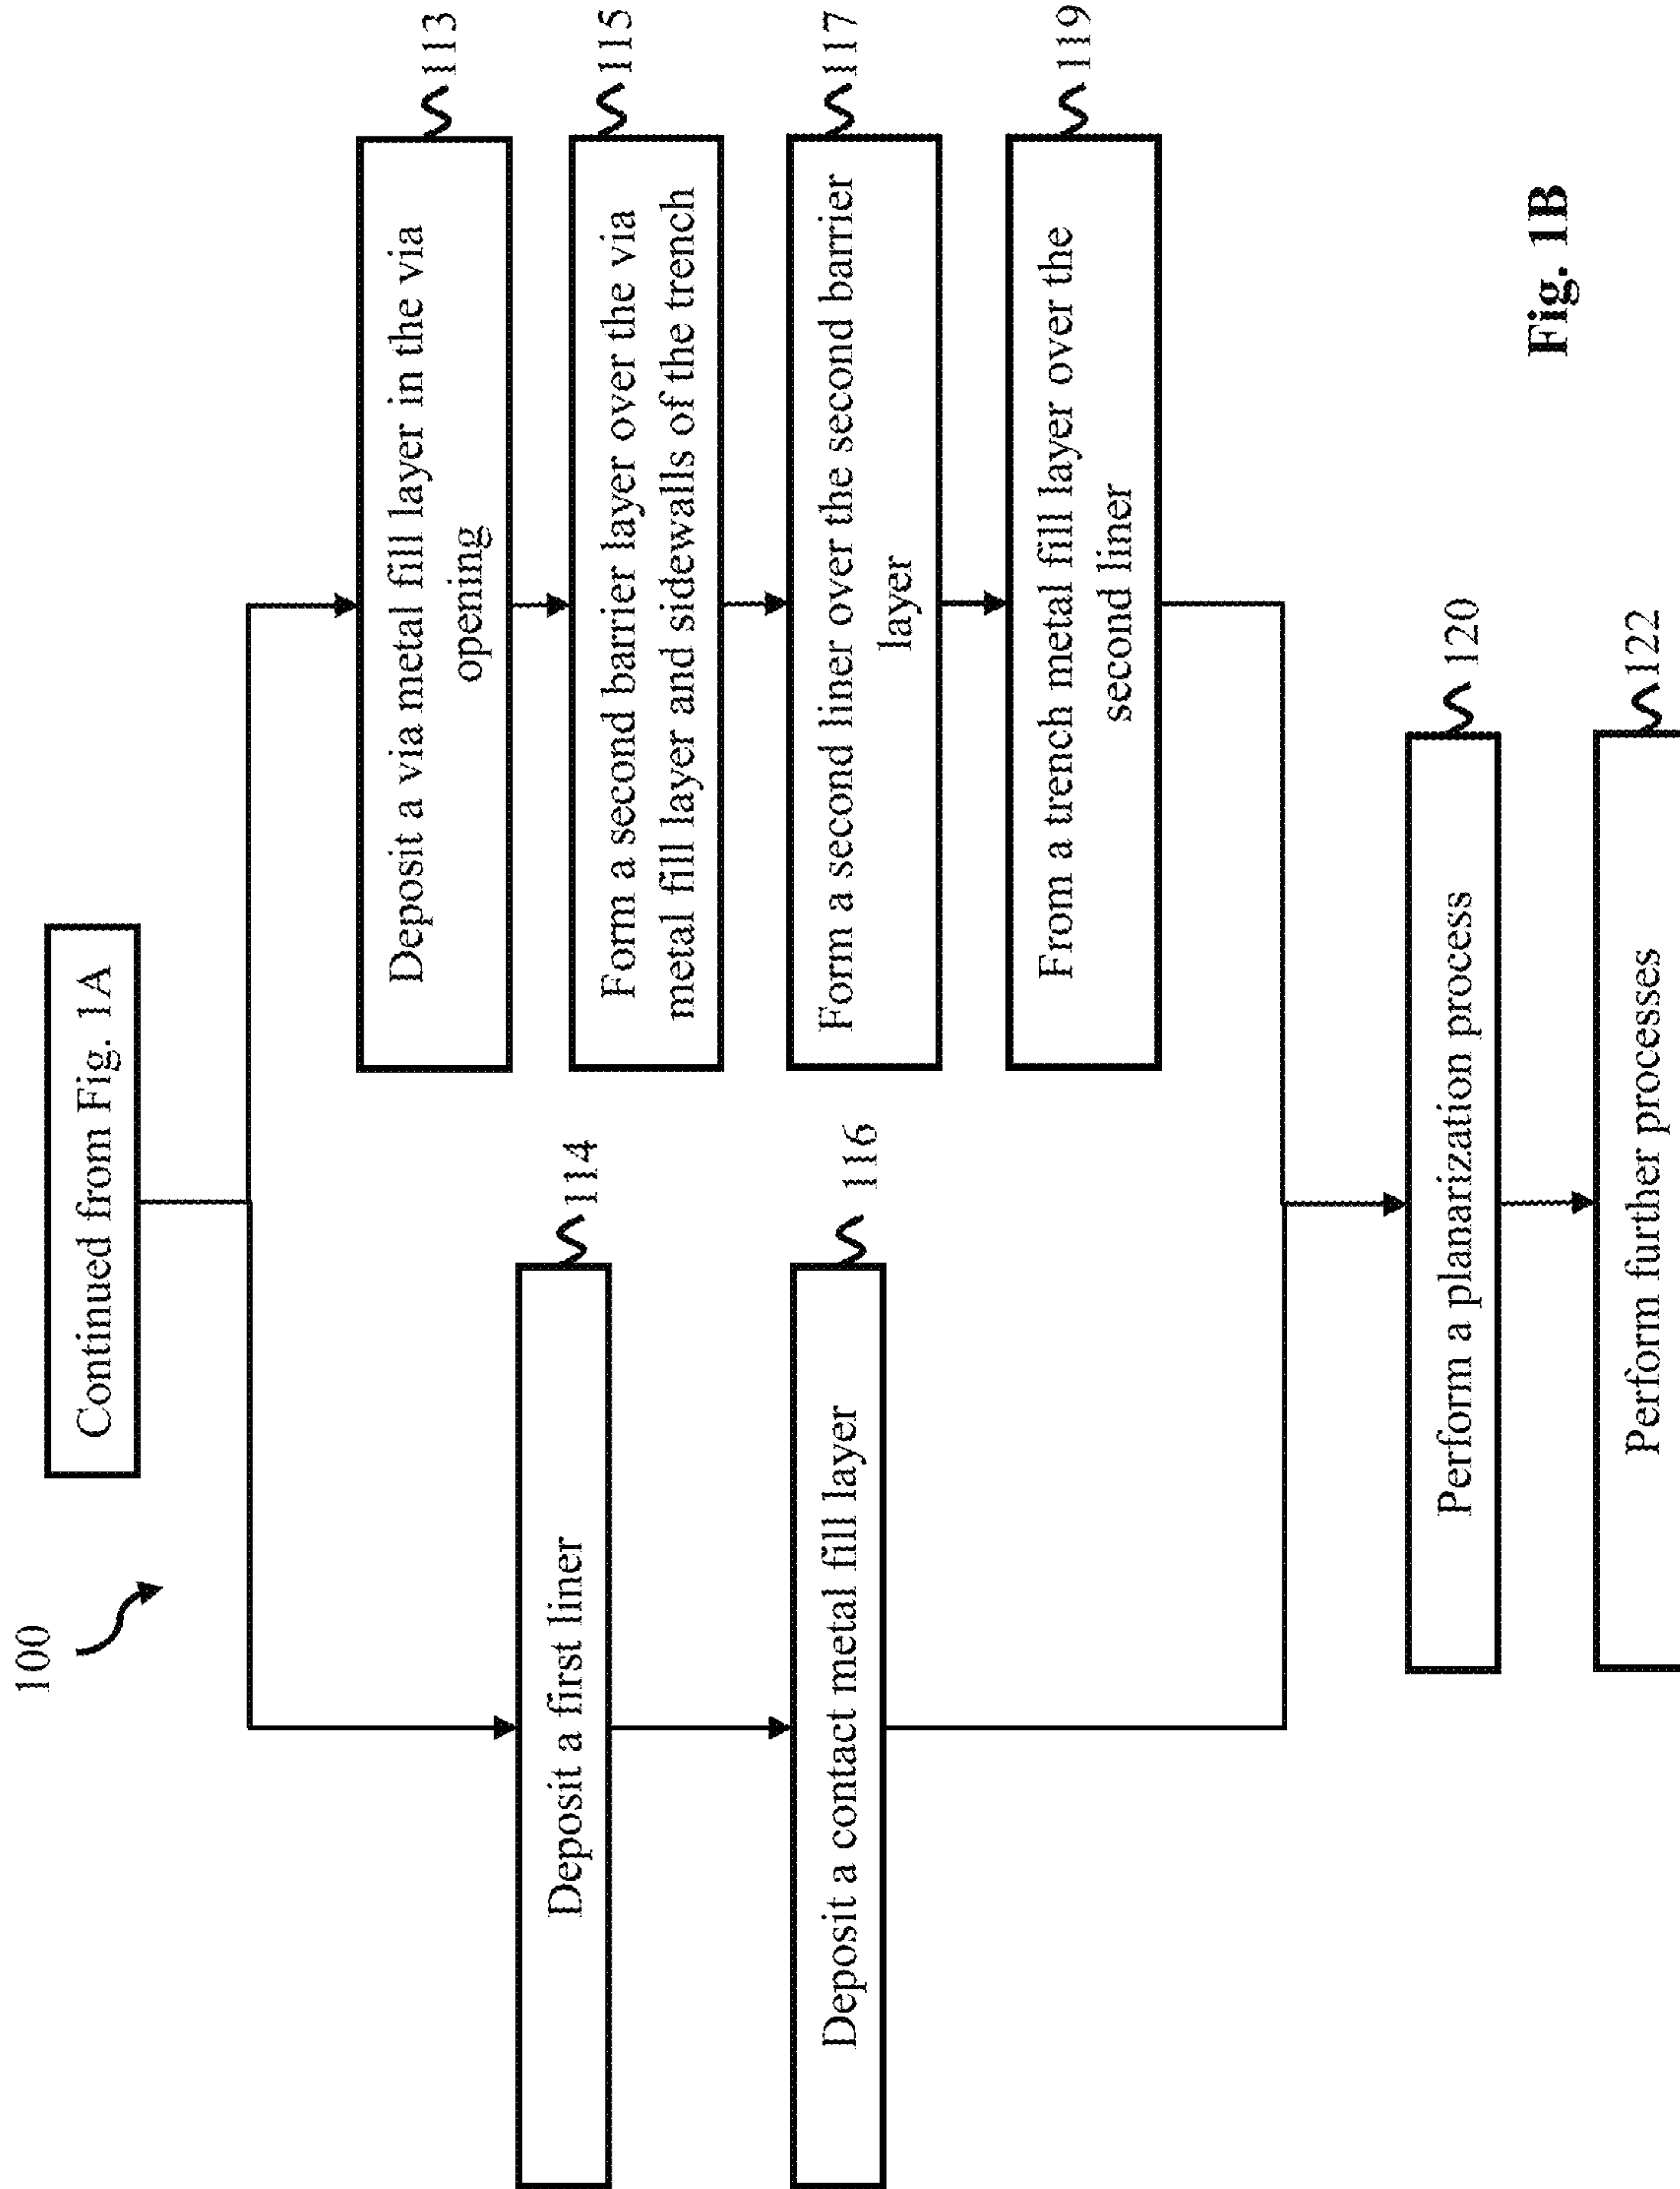 100
Continued from Fig. 1A
Deposit a first liner
114
Deposit a contact metal fill layer
116
Deposit a via metal fill layer in the via
opening
113
Form a second barrier layer over the via
metal fill layer and sidewalls of the trench
115
Form a second liner over the second barrier
layer
117
From a trench metal fill layer over the
second liner
119
Perform a planarization process
120
Perform further processes
122
Fig. 1B